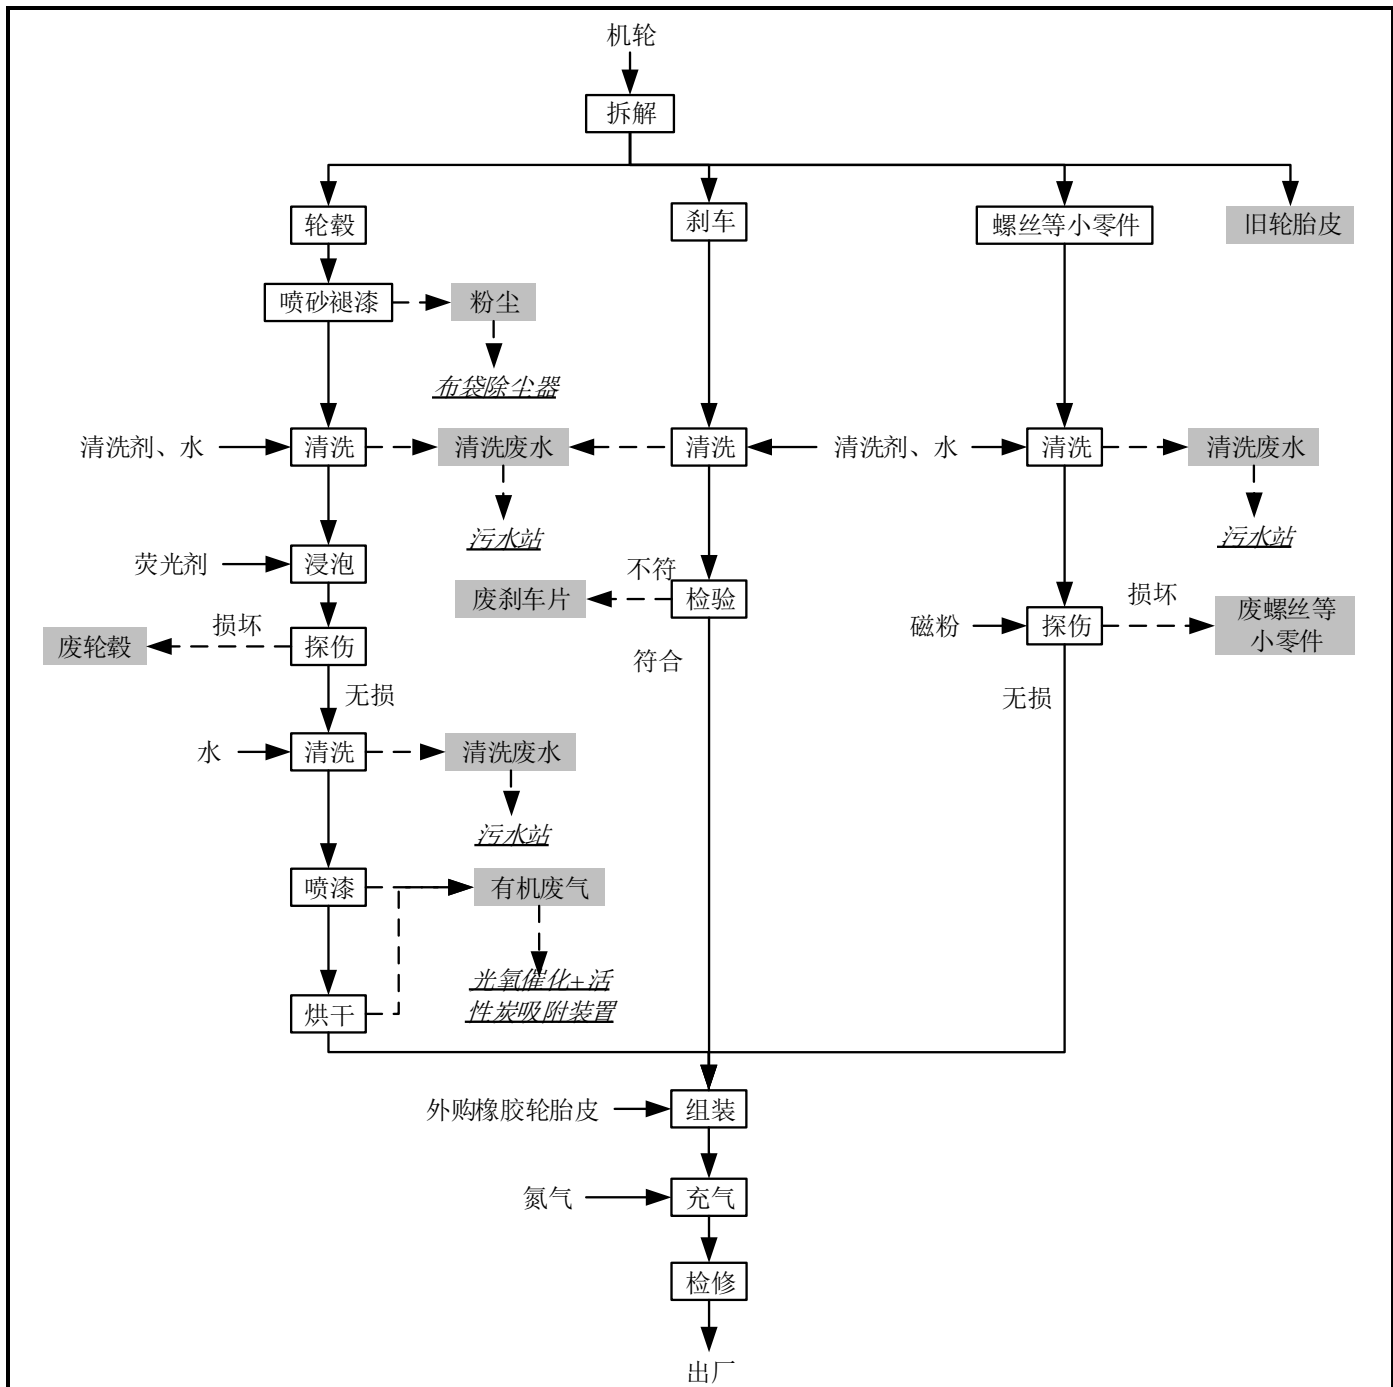 机轮
拆解
轮毂
刹车
螺丝等小零件
旧轮胎皮
喷砂褪漆
粉尘
布袋除尘器
清洗剂、水
清洗
清洗废水
清洗
清洗剂、水
清洗
清洗废水
污水站
污水站
荧光剂
浸泡
不符
废刹车片
检验
损坏
废螺丝等
小零件
磁粉
探伤
损坏
废轮毂
探伤
符合
无损
无损
水
清洗
清洗废水
污水站
喷漆
有机废气
光氧催化+活
性炭吸附装置
烘干
外购橡胶轮胎皮
组装
氮气
充气
检修
出厂